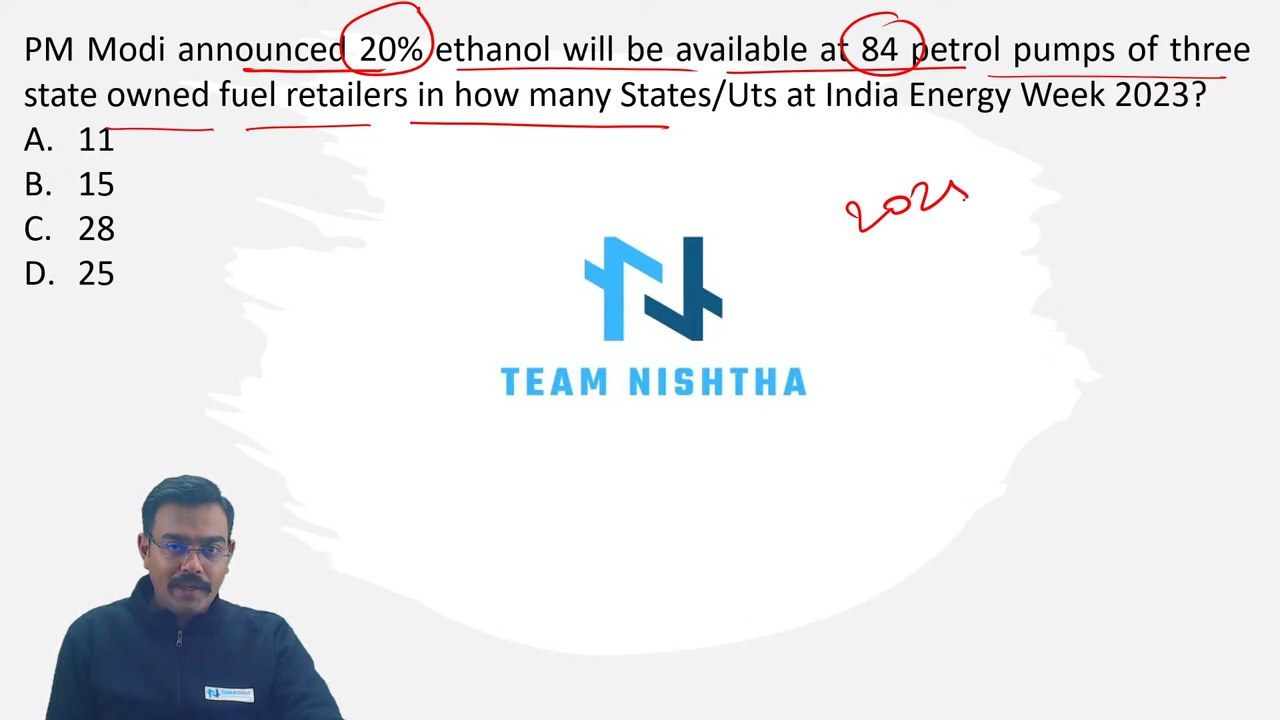 PM Modi announced 20% ethanol will be available at 84 petrol pumps of three
state owned fuel retailers in how many States/Uts at India Energy Week 2023?
A. 11
B. 15
C. 28
D. 25
TEAM NISHTHA